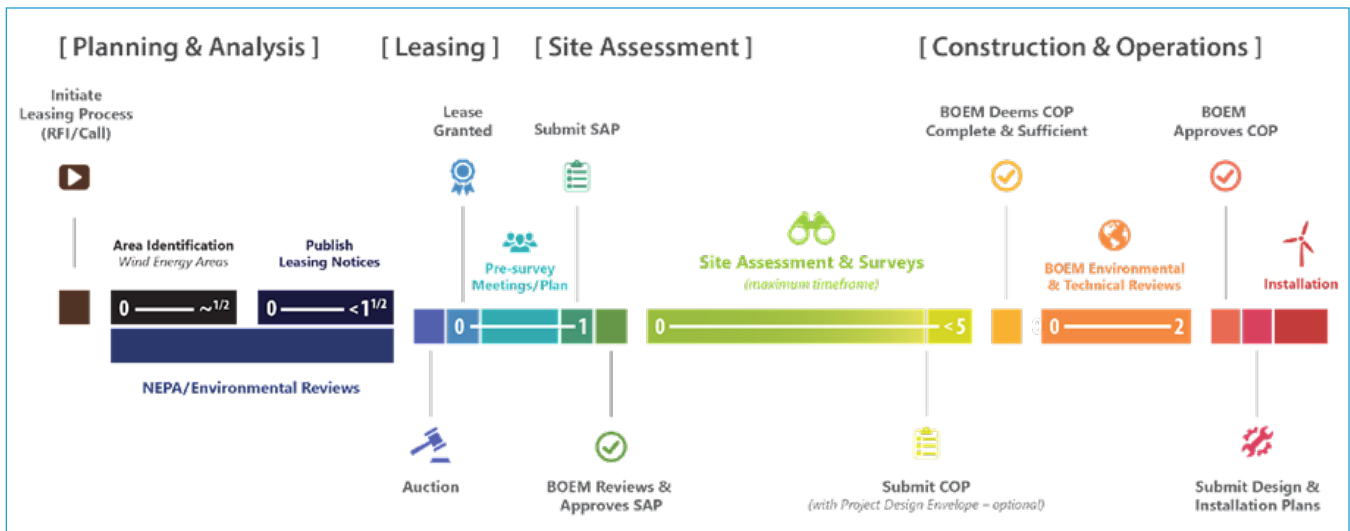 [ Planning & Analysis ]
[ Leasing ]
[ Site Assessment ]
[ Construction & Operations ]
Initiate
Leasing Process
(RFI/Call)
Lease
Granted
Submit SAP
BOEM Deems COP
Complete & Sufficient
BOEM
Approves COP
Area Identification
Wind Energy Areas
Publish
Leasing Notices
Pre-survey
Meetings/Plan
Site Assessment & Surveys
(maximum timeframe)
BOEM Environmental
& Technical Reviews
Installation
0 ~1/2
0 <1 1/2
0 1
0 <5
0 2
NEPA/Environmental Reviews
Auction
BOEM Reviews &
Approves SAP
Submit COP
(with Project Design Envelope – optional)
Submit Design &
Installation Plans